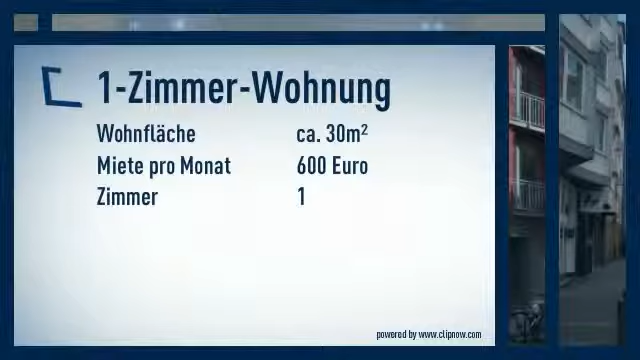 1-Zimmer-Wohnung
Wohnfläche ca. 30m²
Miete pro Monat 600 Euro
Zimmer 1
powered by www.clipnow.com